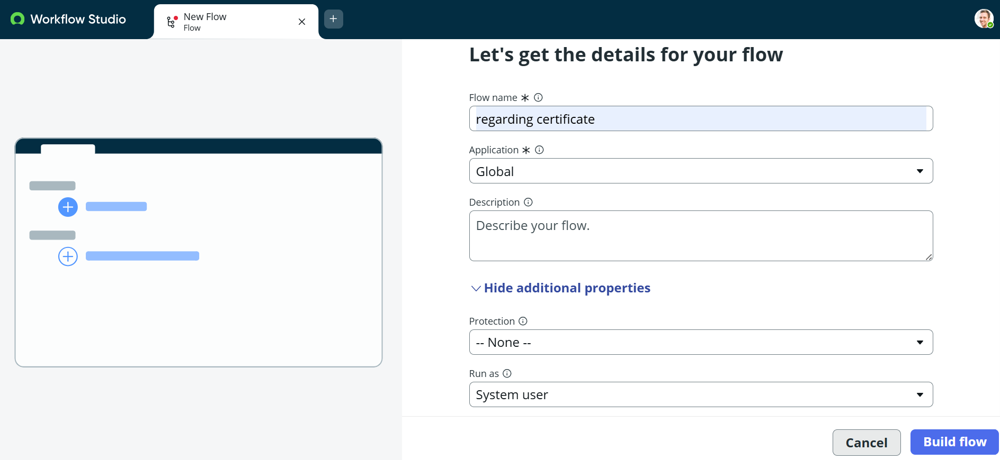 Workflow Studio
New Flow
Flow
Let's get the details for your flow
Flow name *
regarding certificate
Application *
Global
Description
Describe your flow.
Hide additional properties
Protection
-- None --
Run as
System user
Cancel
Build flow